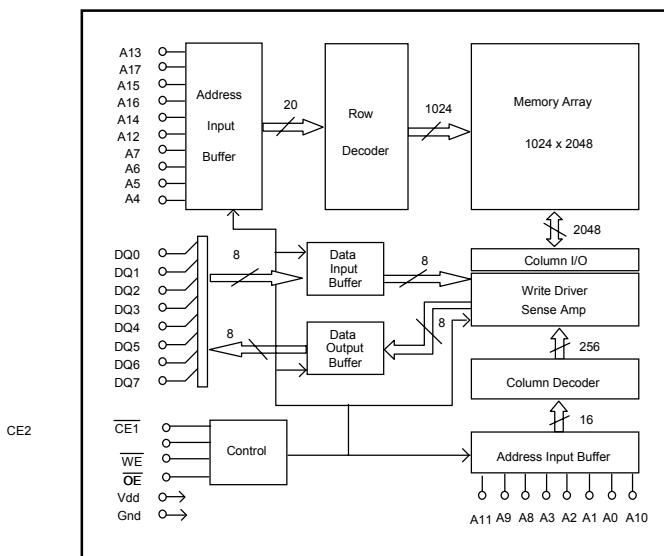 A13
A17
A15
A16
A14
A12
A7
A6
A5
A4
Address
Input
Buffer
20
Row
Decoder
1024
Memory Array
1024 x 2048
2048
Column I/O
DQ0
DQ1
DQ2
DQ3
DQ4
DQ5
DQ6
DQ7
8
Data
Input
Buffer
8
Write Driver
Sense Amp
8
Data
Output
Buffer
8
256
Column Decoder
16
CE2
CE1
WE
OE
Vdd
Gnd
Control
Address Input Buffer
A11 A9 A8 A3 A2 A1 A0 A10